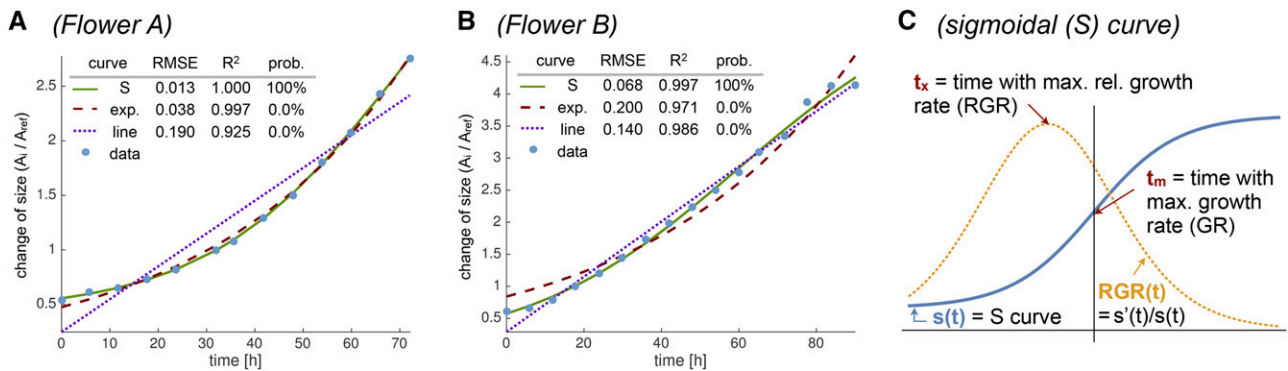 A (Flower A)
curve RMSE R² prob.
S 0.013 1.000 100%
exp. 0.038 0.997 0.0%
line 0.190 0.925 0.0%
data
change of size (Aᵢ / A_ref)
2.5
2
1.5
1
0.5
0 10 20 30 40 50 60 70
time [h]
B (Flower B)
curve RMSE R² prob.
S 0.068 0.997 100%
exp. 0.200 0.971 0.0%
line 0.140 0.986 0.0%
data
change of size (Aᵢ / A_ref)
4.5
4
3.5
3
2.5
2
1.5
1
0.5
0 20 40 60 80
time [h]
C (sigmoidal (S) curve)
tₓ = time with max. rel. growth
rate (RGR)
tₘ = time with
max. growth
rate (GR)
RGR(t)
= s'(t)/s(t)
s(t) = S curve